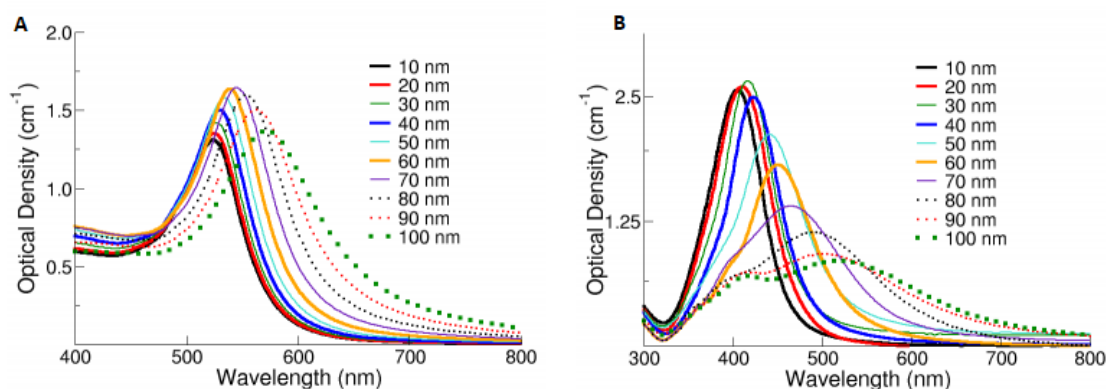 A
2.0
1.5
1.0
0.5
Optical Density (cm⁻¹)
400
500
600
700
800
Wavelength (nm)
10 nm
20 nm
30 nm
40 nm
50 nm
60 nm
70 nm
80 nm
90 nm
100 nm
B
2.5
1.25
Optical Density (cm⁻¹)
300
400
500
600
700
800
Wavelength (nm)
10 nm
20 nm
30 nm
40 nm
50 nm
60 nm
70 nm
80 nm
90 nm
100 nm